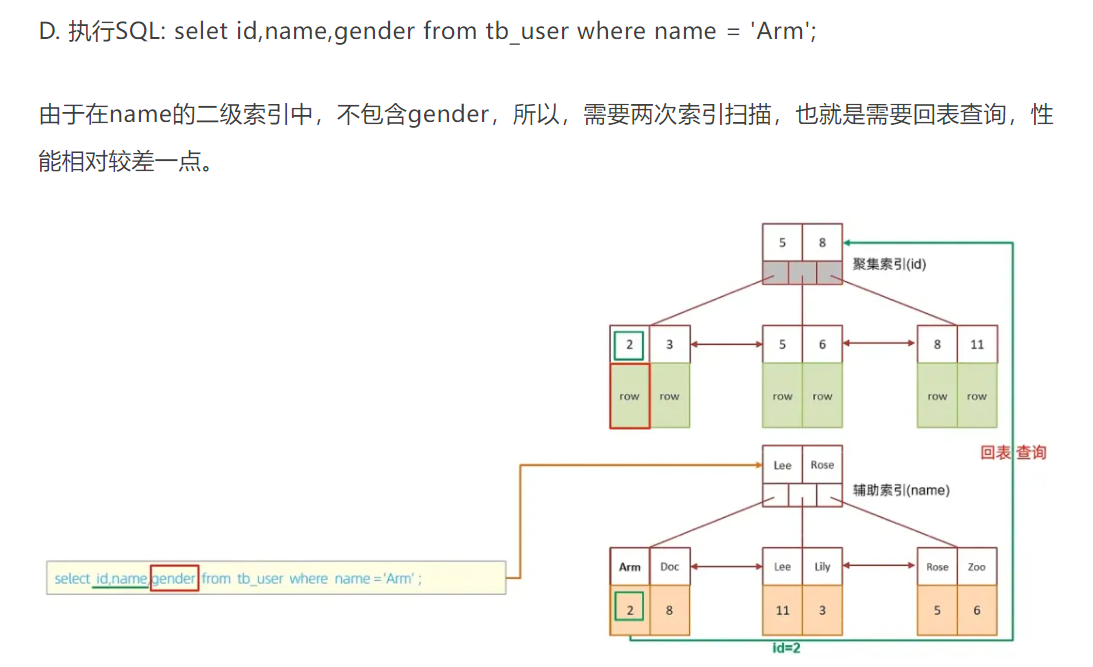 D. 执行SQL: selet id,name,gender from tb_user where name = 'Arm';
由于在name的二级索引中，不包含gender，所以，需要两次索引扫描，也就是需要回表查询，性
能相对较差一点。
5 8
聚集索引(id)
2 3 5 6 8 11
row row row row row row
回表 查询
Lee Rose
辅助索引(name)
select id,name,gender from tb_user where name = 'Arm' ;
Arm Doc Lee Lily Rose Zoo
2 8 11 3 5 6
id=2